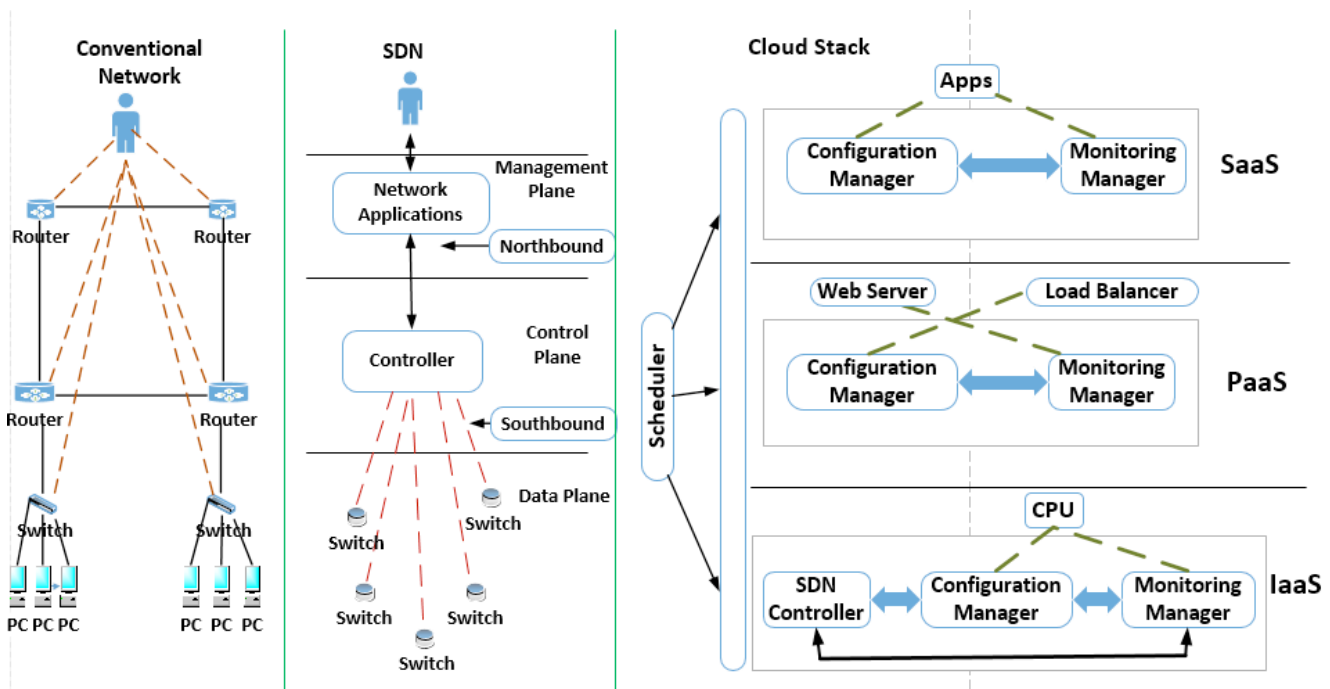 Conventional
Network
Router
Router
Router
Router
Switch
Switch
PC
PC
PC
PC
PC
PC
SDN
Management
Plane
Network
Applications
Northbound
Control
Plane
Controller
Southbound
Data Plane
Switch
Switch
Switch
Switch
Switch
Cloud Stack
Scheduler
Apps
Configuration
Manager
Monitoring
Manager
SaaS
Web Server
Load Balancer
Configuration
Manager
Monitoring
Manager
PaaS
CPU
SDN
Controller
Configuration
Manager
Monitoring
Manager
IaaS